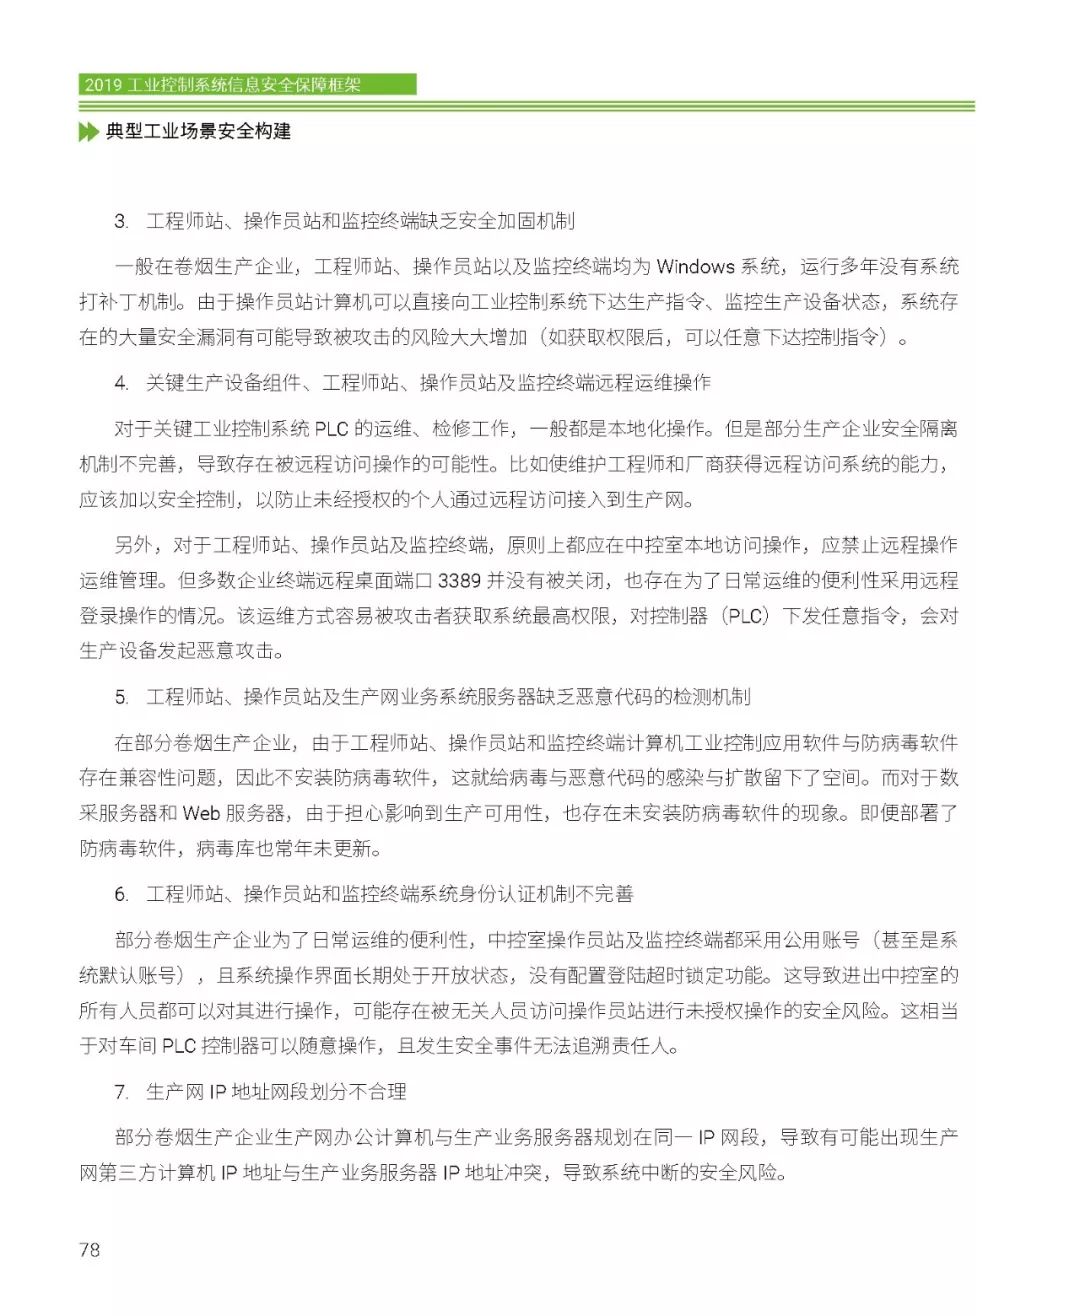 2019 工业控制系统信息安全保障框架
典型工业场景安全构建
3. 工程师站、操作员站和监控终端缺乏安全加固机制
一般在卷烟生产企业，工程师站、操作员站以及监控终端均为 Windows 系统，运行多年没有系统
打补丁机制。由于操作员站计算机可以直接向工业控制系统下达生产指令、监控生产设备状态，系统存
在的大量安全漏洞有可能导致被攻击的风险大大增加（如获取权限后，可以任意下达控制指令）。
4. 关键生产设备组件、工程师站、操作员站及监控终端远程运维操作
对于关键工业控制系统 PLC 的运维、检修工作，一般都是本地化操作。但是部分生产企业安全隔离
机制不完善，导致存在被远程访问操作的可能性。比如使维护工程师和厂商获得远程访问系统的能力，
应该加以安全控制，以防止未经授权的个人通过远程访问接入到生产网。
另外，对于工程师站、操作员站及监控终端，原则上都应在中控室本地访问操作，应禁止远程操作
运维管理。但多数企业终端远程桌面端口 3389 并没有被关闭，也存在为了日常运维的便利性采用远程
登录操作的情况。该运维方式容易被攻击者获取系统最高权限，对控制器（PLC）下发任意指令，会对
生产设备发起恶意攻击。
5. 工程师站、操作员站及生产网业务系统服务器缺乏恶意代码的检测机制
在部分卷烟生产企业，由于工程师站、操作员站和监控终端计算机工业控制应用软件与防病毒软件
存在兼容性问题，因此不安装防病毒软件，这就给病毒与恶意代码的感染与扩散留下了空间。而对于数
采服务器和 Web 服务器，由于担心影响到生产可用性，也存在未安装防病毒软件的现象。即便部署了
防病毒软件，病毒库也常年未更新。
6. 工程师站、操作员站和监控终端系统身份认证机制不完善
部分卷烟生产企业为了日常运维的便利性，中控室操作员站及监控终端都采用公用账号（甚至是系
统默认账号），且系统操作界面长期处于开放状态，没有配置登陆超时锁定功能。这导致进出中控室的
所有人员都可以对其进行操作，可能存在被无关人员访问操作员站进行未授权操作的安全风险。这相当
于对车间 PLC 控制器可以随意操作，且发生安全事件无法追溯责任人。
7. 生产网 IP 地址网段划分不合理
部分卷烟生产企业生产网办公计算机与生产业务服务器规划在同一 IP 网段，导致有可能出现生产
网第三方计算机 IP 地址与生产业务服务器 IP 地址冲突，导致系统中断的安全风险。
78